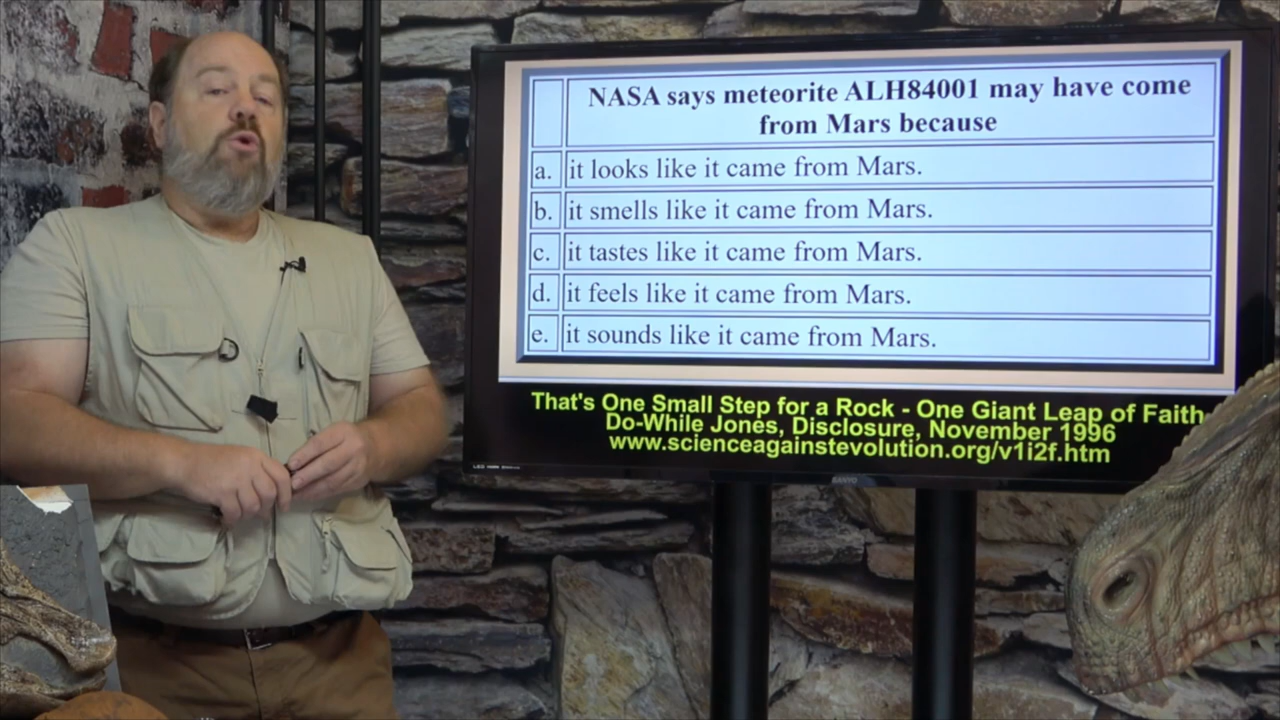 NASA says meteorite ALH84001 may have come
from Mars because
a. it looks like it came from Mars.
b. it smells like it came from Mars.
c. it tastes like it came from Mars.
d. it feels like it came from Mars.
e. it sounds like it came from Mars.
That's One Small Step for a Rock - One Giant Leap of Faith
Do-While Jones, Disclosure, November 1996
www.scienceagainstevolution.org/v1i2f.htm
SANYO